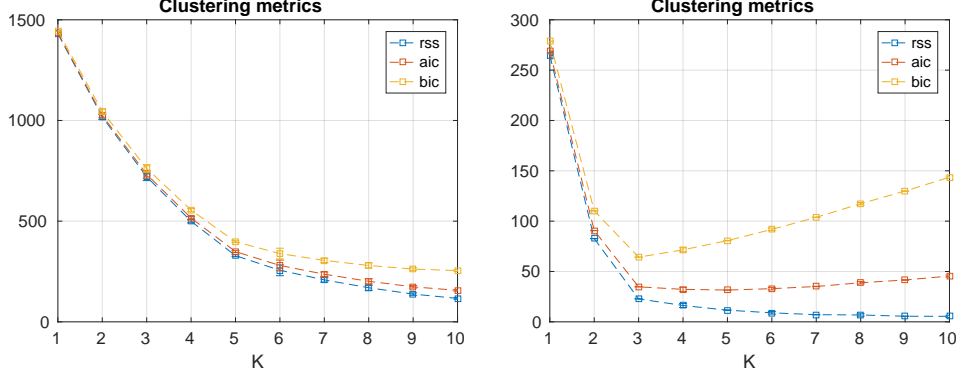 Clustering metrics
1500
1000
500
0
rss
aic
bic
1 2 3 4 5 6 7 8 9 10
K
Clustering metrics
300
250
200
150
100
50
0
rss
aic
bic
1 2 3 4 5 6 7 8 9 10
K